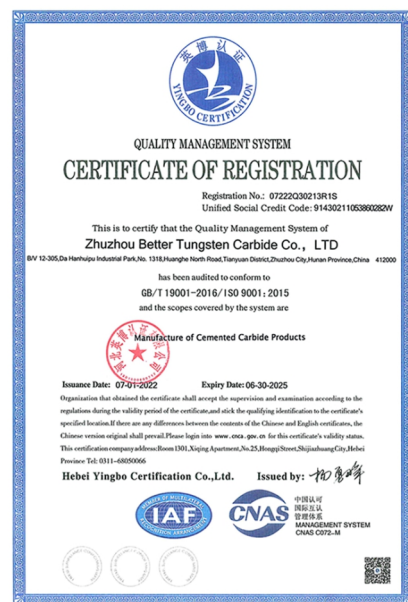 英博认证
YINGBO CERTIFICATION
QUALITY MANAGEMENT SYSTEM
CERTIFICATE OF REGISTRATION
Registration No.: 07222Q30213R1S
Unified Social Credit Code: 91430211053860282W
This is to certify that the Quality Management System of
Zhuzhou Better Tungsten Carbide Co., LTD
B/V 12-305,Da Hanhuipu Industrial Park,No. 1318,Huanghe North Road,Tianyuan District,Zhuzhou City,Hunan Province,China 412000
has been audited to conform to
GB/T 19001-2016/ISO 9001: 2015
and the scopes covered by the system are
Manufacture of Cemented Carbide Products
Issuance Date: 07-01-2022 Expiry Date: 06-30-2025
Organization that obtained the certificate shall accept the supervision and examination according to the
regulations during the validity period of the certificate,and stick the qualifying identification to the certificate's
specified location.If there are any differences between the contents of the Chinese and English certificates, the
Chinese version original shall prevail.Please login into www.cnca.gov.cn for this certificate's validity status.
This certification company address:Room 1301,Xiqing Apartment,No.25,Hongqi Street,Shijiazhuang City,Hebei
Province Tel: 0311-68050066
Hebei Yingbo Certification Co.,Ltd. Issued by:
MEMBER OF MULTILATERAL
IAF
RECOGNITION ARRANGEMENT
CNAS
中国认可
国际互认
管理体系
MANAGEMENT SYSTEM
CNAS C072-M